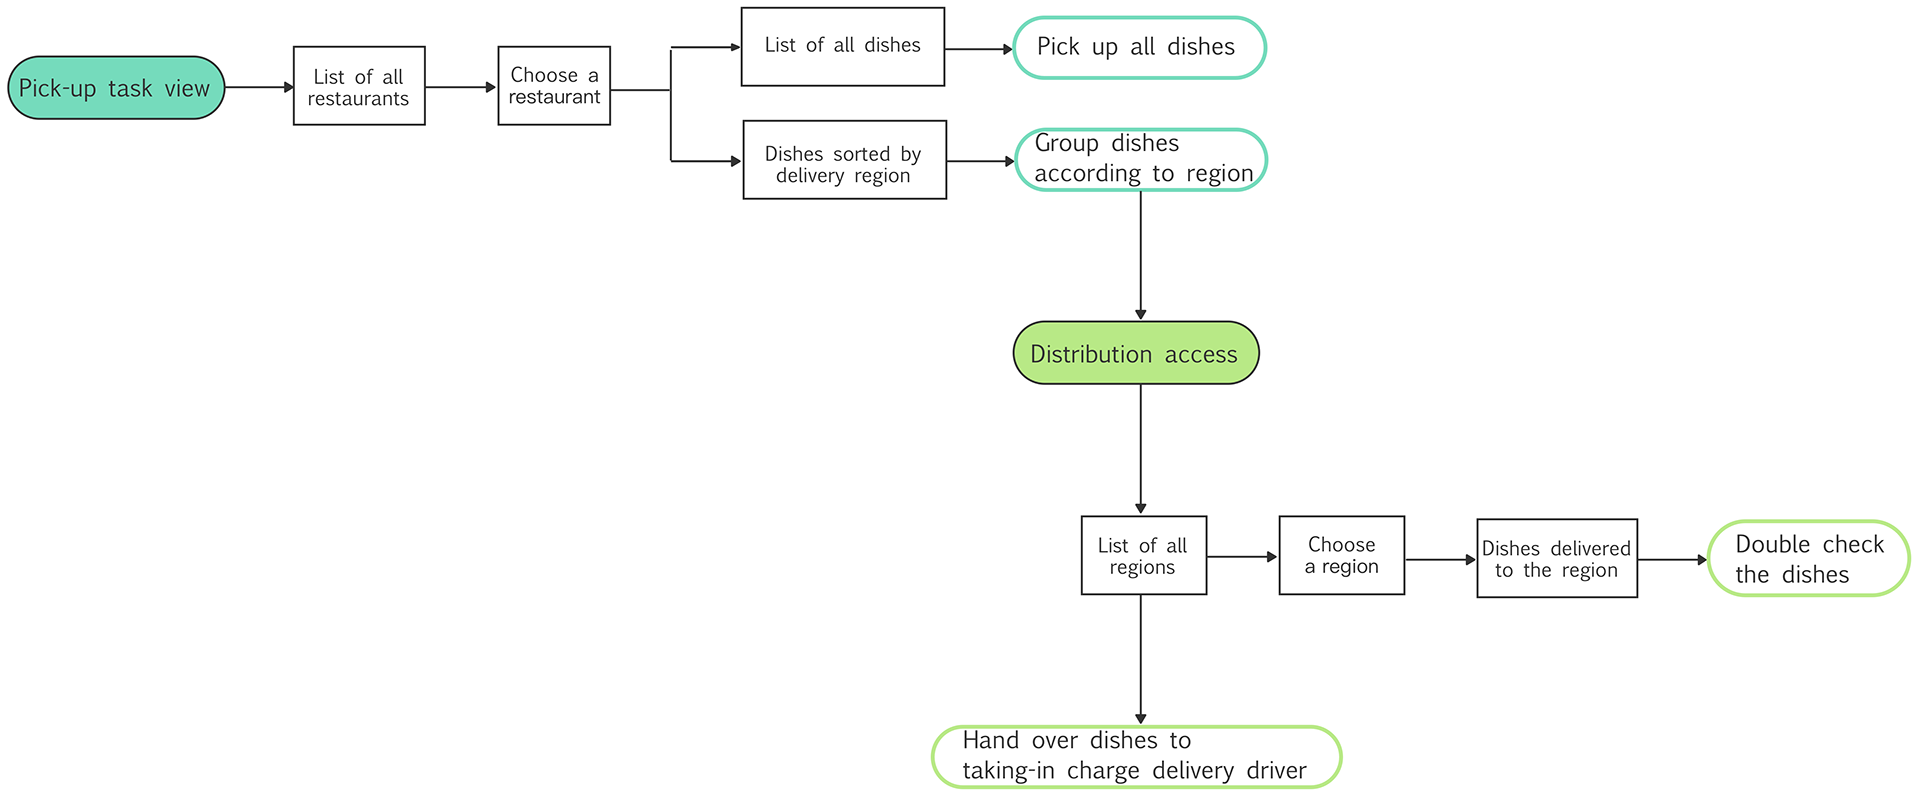 Pick-up task view
List of all
restaurants
Choose a
restaurant
List of all dishes
Pick up all dishes
Dishes sorted by
delivery region
Group dishes
according to region
Distribution access
List of all
regions
Choose
a region
Dishes delivered
to the region
Double check
the dishes
Hand over dishes to
taking-in charge delivery driver